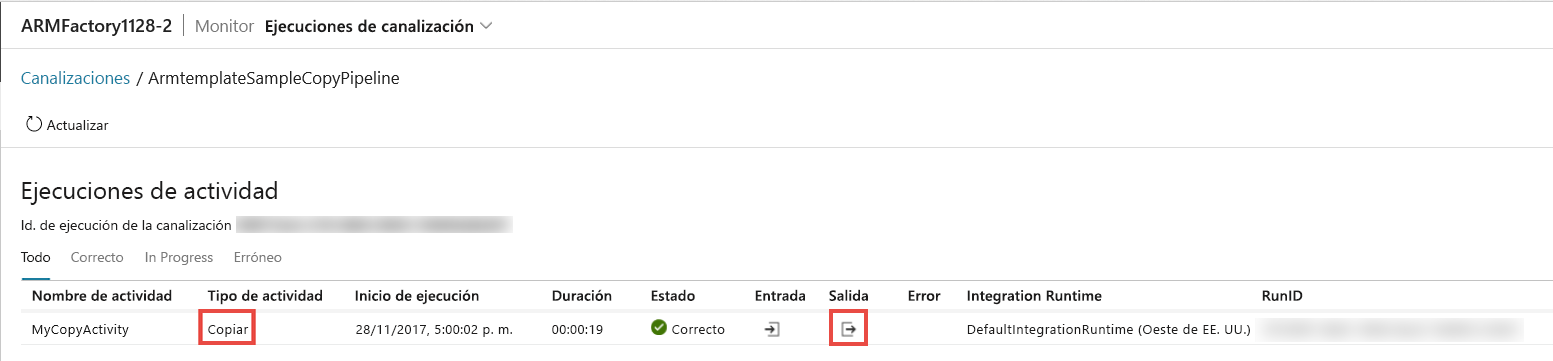 ARMFactory1128-2 Monitor Ejecuciones de canalización
Canalizaciones / ArmtemplateSampleCopyPipeline
Actualizar
Ejecuciones de actividad
Id. de ejecución de la canalización
Todo Correcto In Progress Erróneo
Nombre de actividad Tipo de actividad Inicio de ejecución Duración Estado Entrada Salida Error Integration Runtime RunID
MyCopyActivity Copiar 28/11/2017, 5:00:02 p. m. 00:00:19 Correcto DefaultIntegrationRuntime (Oeste de EE. UU.)